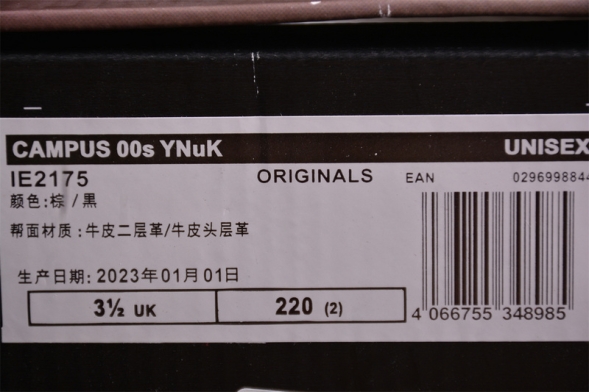 CAMPUS 00s YNuK UNISEX
IE2175 ORIGINALS EAN 0296998844
颜色:棕/黑
帮面材质:牛皮二层革/牛皮头层革
生产日期:2023年01月01日
3½ UK 220 (2)
4 066755 348985